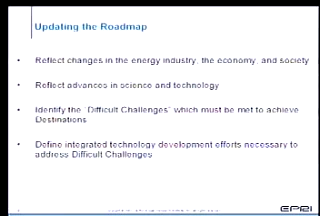 Updating the Roadmap
• Reflect changes in the energy industry, the economy, and society
• Reflect advances in science and technology
• Identify the "Difficult Challenges" which must be met to achieve
Destinations
• Define integrated technology development efforts necessary to
address Difficult Challenges
EPRI